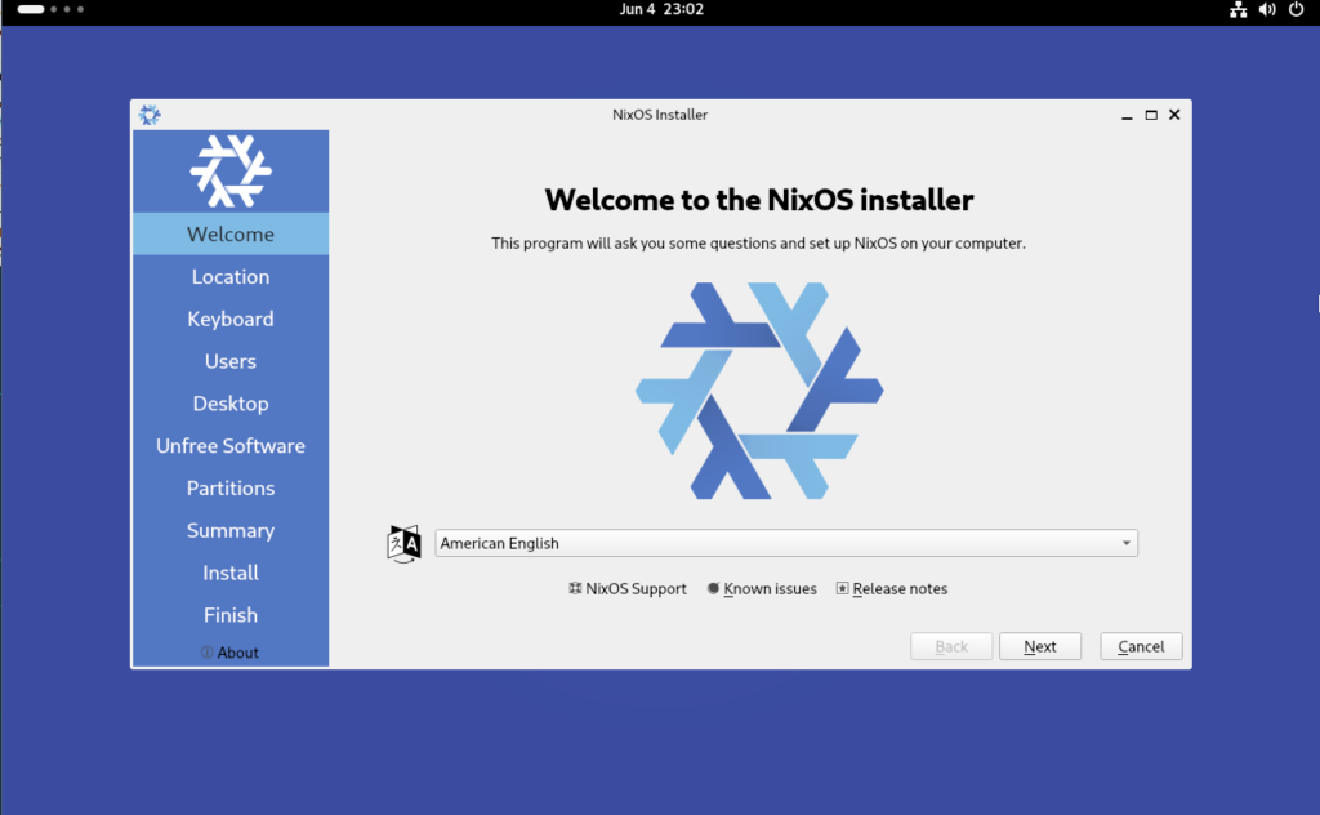 Jun 4 23:02
NixOS Installer
Welcome
Location
Keyboard
Users
Desktop
Unfree Software
Partitions
Summary
Install
Finish
About
Welcome to the NixOS installer
This program will ask you some questions and set up NixOS on your computer.
American English
NixOS Support Known issues Release notes
Back Next Cancel